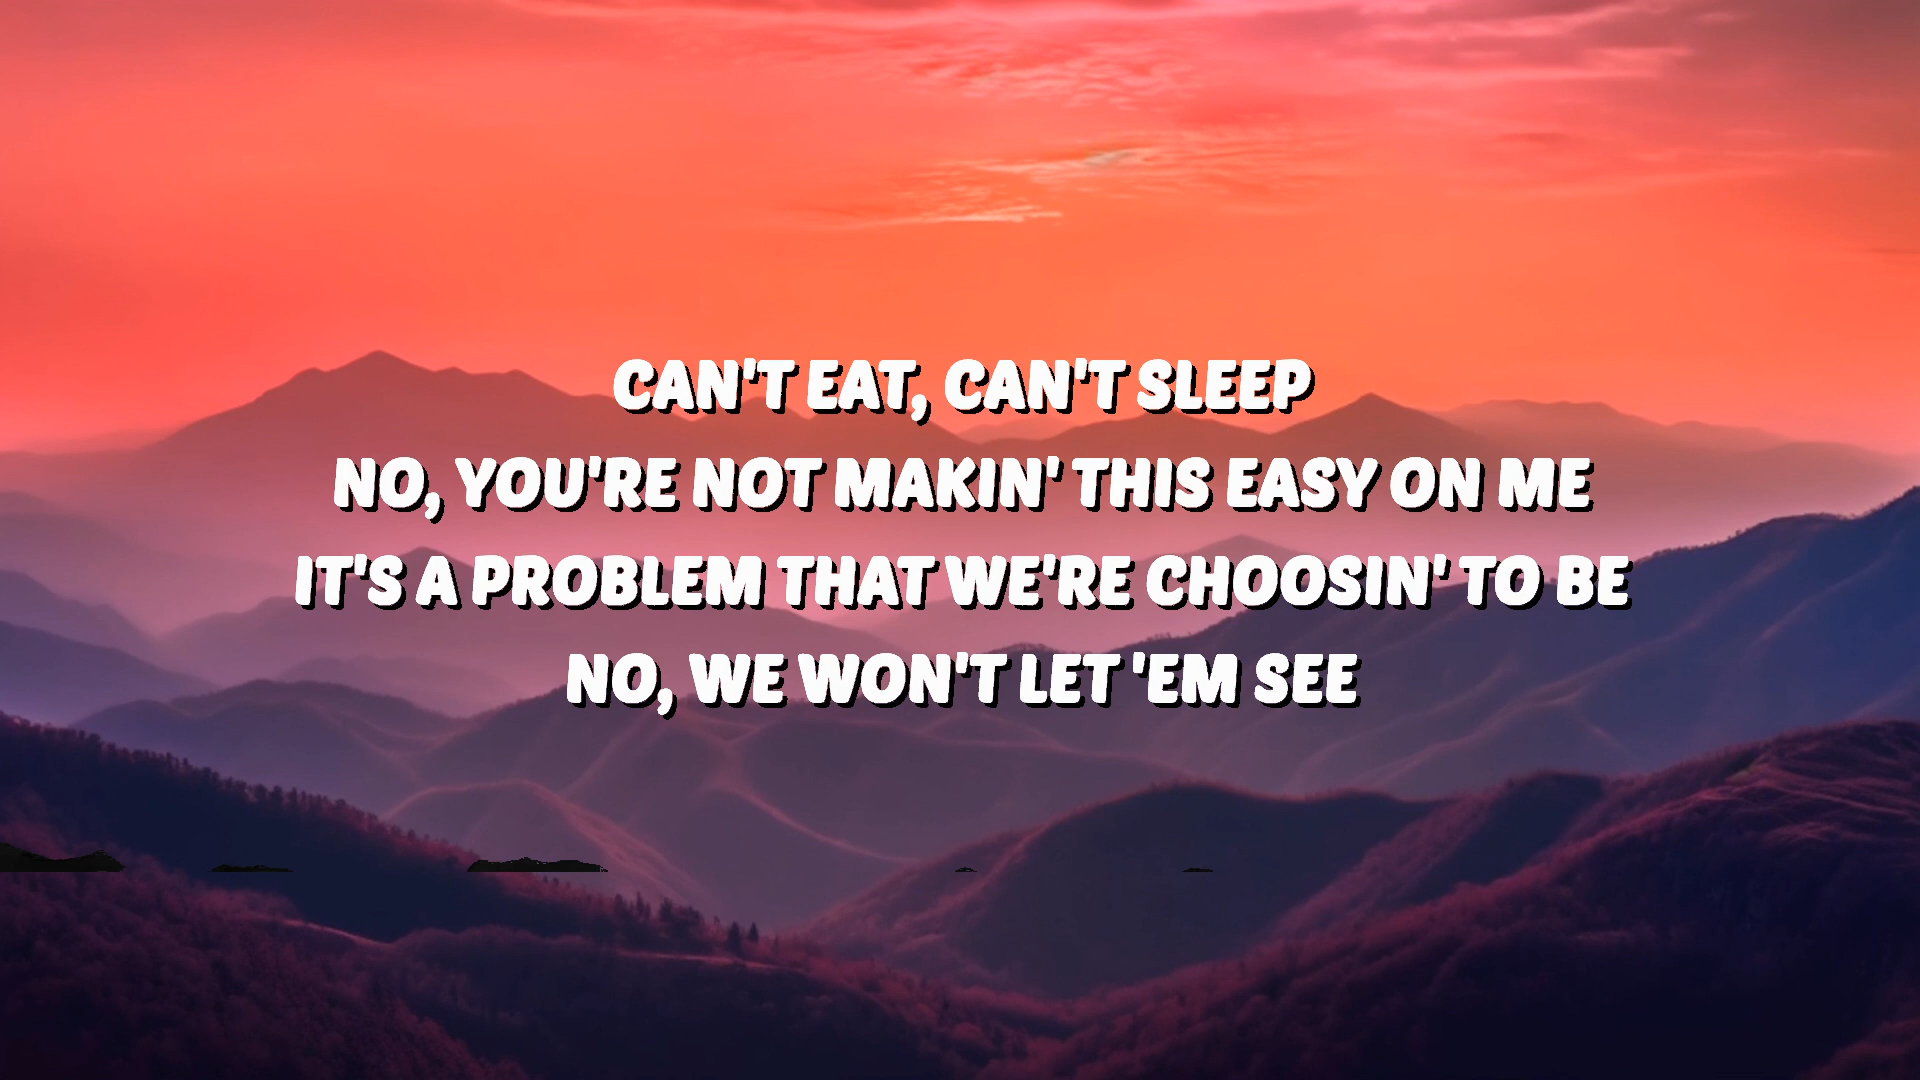 CAN'T EAT, CAN'T SLEEP
NO, YOU'RE NOT MAKIN' THIS EASY ON ME
IT'S A PROBLEM THAT WE'RE CHOOSIN' TO BE
NO, WE WON'T LET 'EM SEE